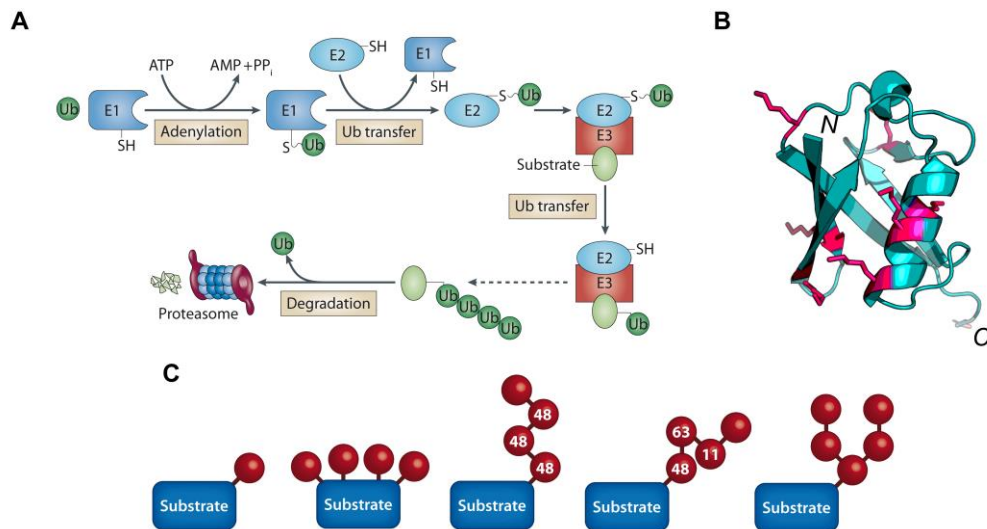 A
B
ATP
AMP +PPi
E2
SH
E1
SH
Ub
E1
SH
Adenylation
E1
S
Ub
Ub transfer
E2
S
Ub
E2
S
Ub
E3
Substrate
Ub transfer
E2
SH
E3
Ub
Ub
Degradation
Proteasome
Ub
Ub
Ub
Ub
N
C
C
48
48
48
63
48
11
Substrate
Substrate
Substrate
Substrate
Substrate